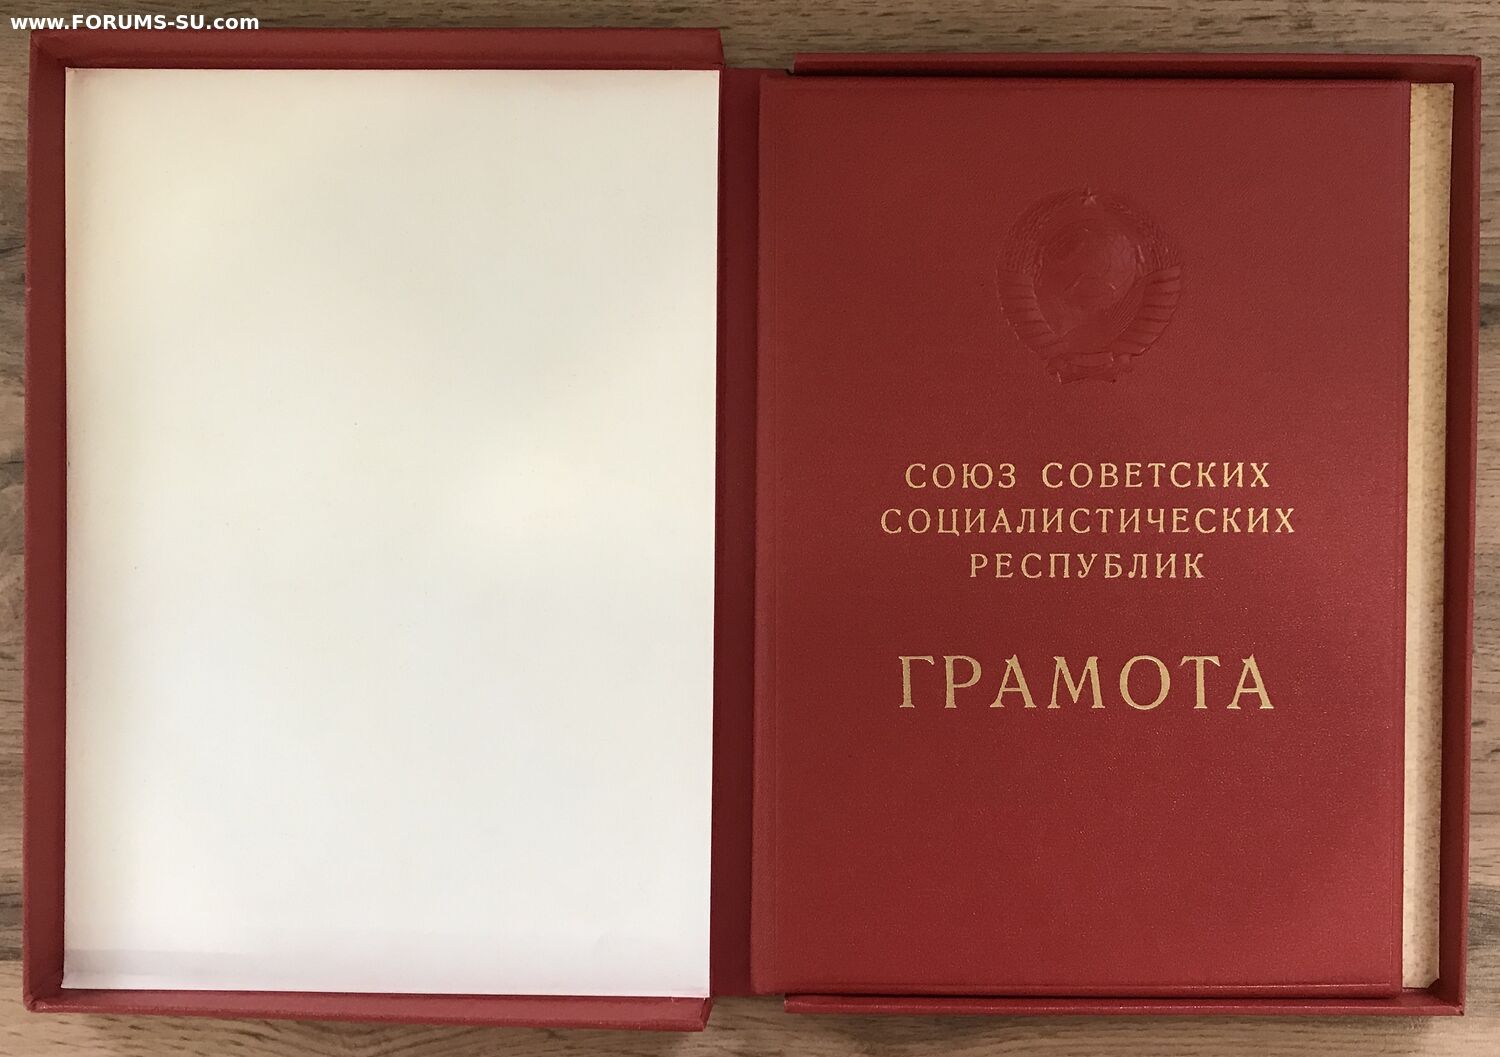 www.FORUMS-SU.com
СОЮЗ СОВЕТСКИХ
СОЦИАЛИСТИЧЕСКИХ
РЕСПУБЛИК
ГРАМОТА